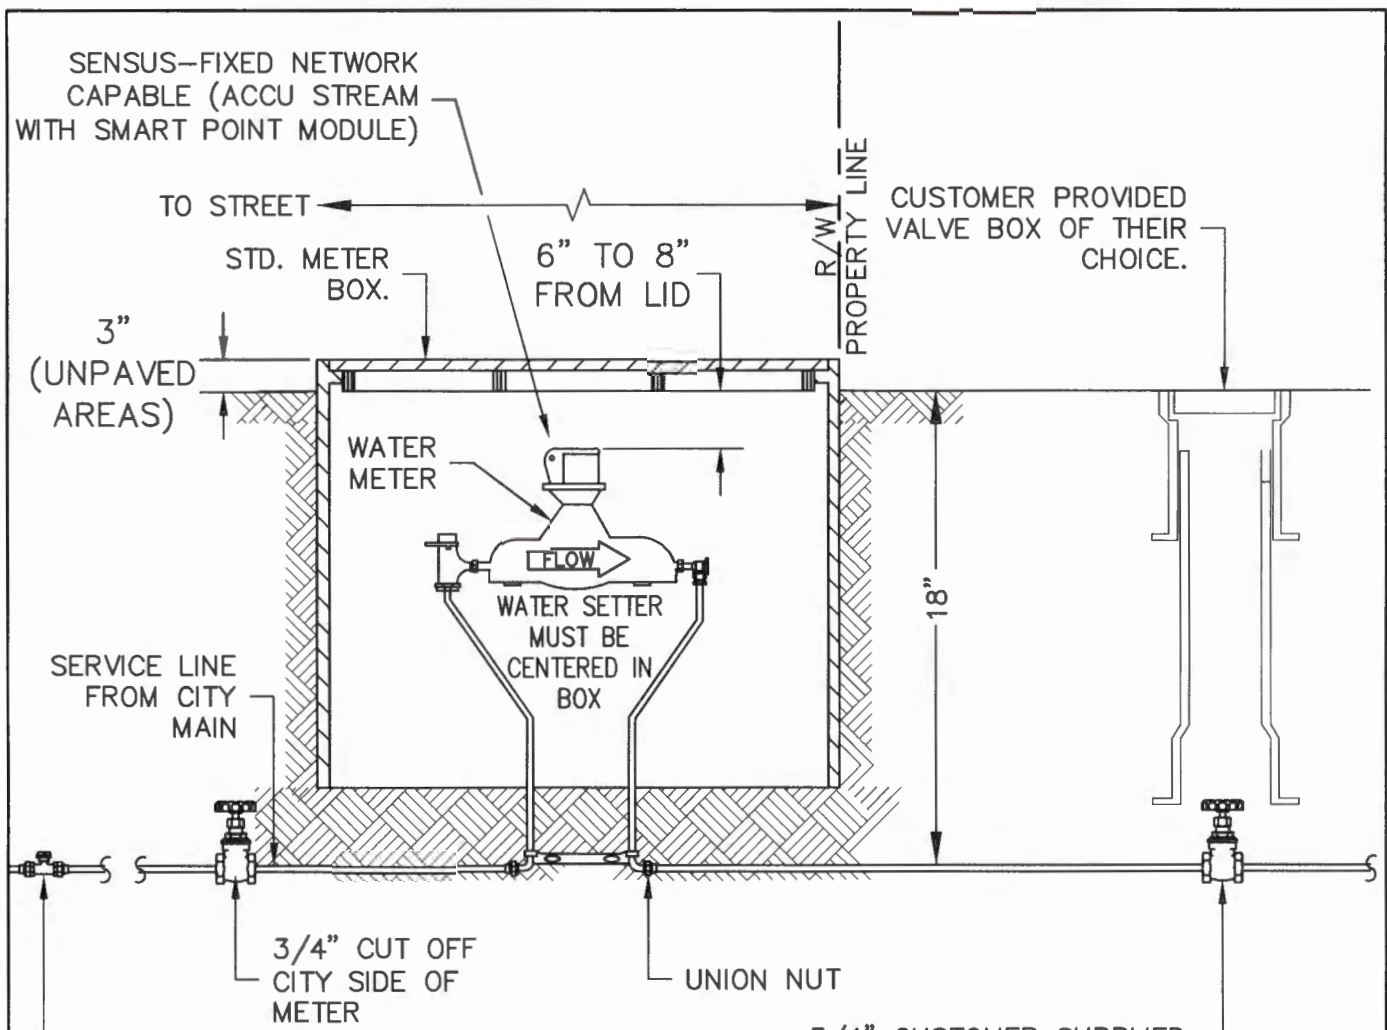 SENSUS-FIXED NETWORK
CAPABLE (ACCU STREAM
WITH SMART POINT MODULE)
TO STREET
R/W
PROPERTY LINE
CUSTOMER PROVIDED
VALVE BOX OF THEIR
CHOICE.
STD. METER
BOX.
6" TO 8"
FROM LID
3"
(UNPAVED
AREAS)
WATER
METER
FLOW
WATER SETTER
MUST BE
CENTERED IN
BOX
18"
SERVICE LINE
FROM CITY
MAIN
3/4" CUT OFF
CITY SIDE OF
METER
UNION NUT
CUSTOMER SUPPLIED